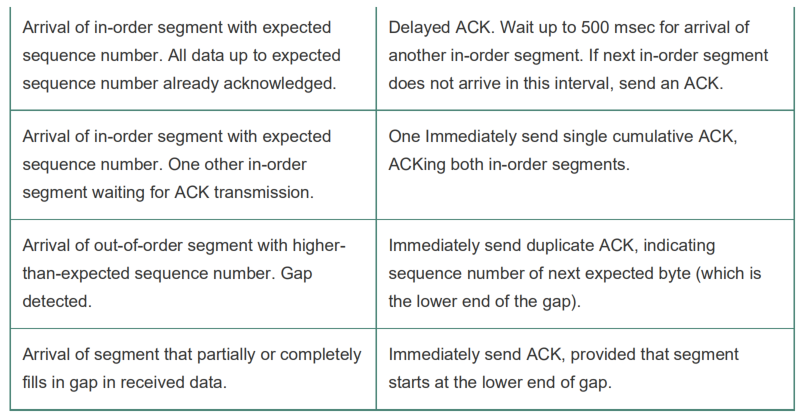 Arrival of in-order segment with expected
sequence number. All data up to expected
sequence number already acknowledged.
Delayed ACK. Wait up to 500 msec for arrival of
another in-order segment. If next in-order segment
does not arrive in this interval, send an ACK.
Arrival of in-order segment with expected
sequence number. One other in-order
segment waiting for ACK transmission.
One Immediately send single cumulative ACK,
ACKing both in-order segments.
Arrival of out-of-order segment with higher-
than-expected sequence number. Gap
detected.
Immediately send duplicate ACK, indicating
sequence number of next expected byte (which is
the lower end of the gap).
Arrival of segment that partially or completely
fills in gap in received data.
Immediately send ACK, provided that segment
starts at the lower end of gap.